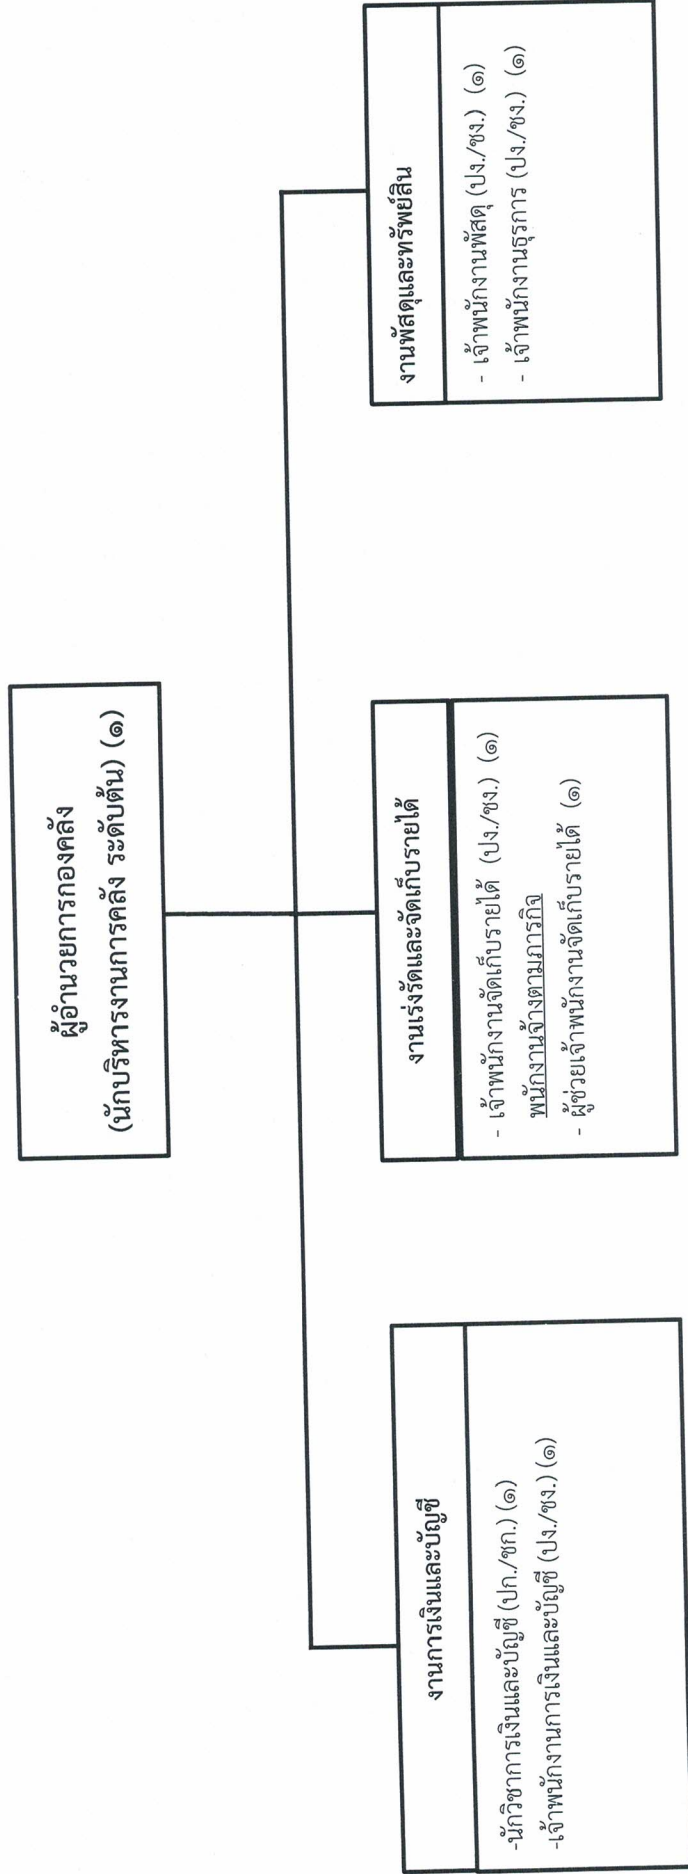 ผู้อำนวยการกองคลัง
(นักบริหารงานการคลัง ระดับต้น) (๑)
งานการเงินและบัญชี
-นักวิชาการเงินและบัญชี (ปก./ชก.) (๑)
-เจ้าพนักงานการเงินและบัญชี (ปง./ชง.) (๑)
งานเร่งรัดและจัดเก็บรายได้
- เจ้าพนักงานจัดเก็บรายได้ (ปง./ชง.) (๑)
พนักงานจ้างตามภารกิจ
- ผู้ช่วยเจ้าพนักงานจัดเก็บรายได้ (๑)
งานพัสดุและทรัพย์สิน
- เจ้าพนักงานพัสดุ (ปง./ชง.) (๑)
- เจ้าพนักงานธุรการ (ปง./ชง.) (๑)